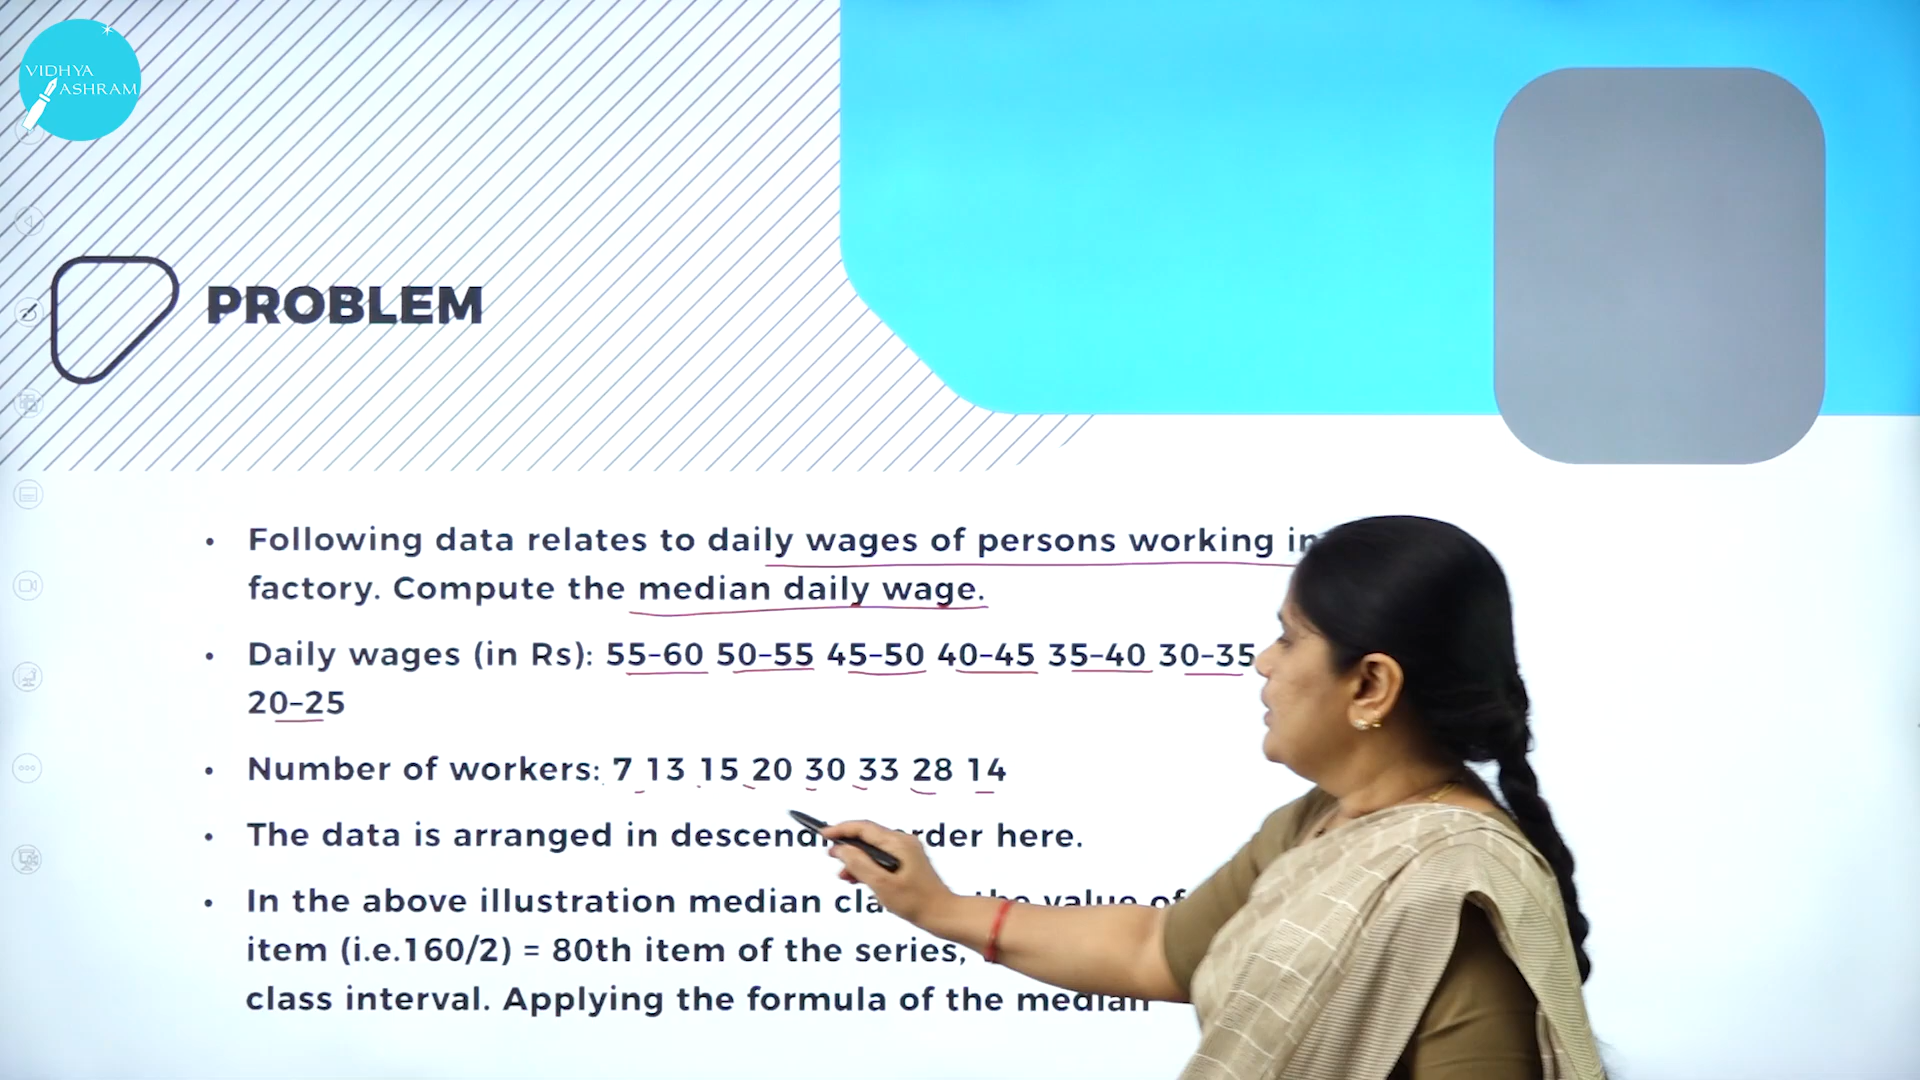 VIDHYA
ASHRAM
PROBLEM
• Following data relates to daily wages of persons working in
factory. Compute the median daily wage.
• Daily wages (in Rs): 55–60 50–55 45–50 40–45 35–40 30–35
20–25
• Number of workers: 7 13 15 20 30 33 28 14
• The data is arranged in here.
• In the above illustration median value of
item (i.e.160/2) = 80th item of the series,
class interval. Applying the formula of the median